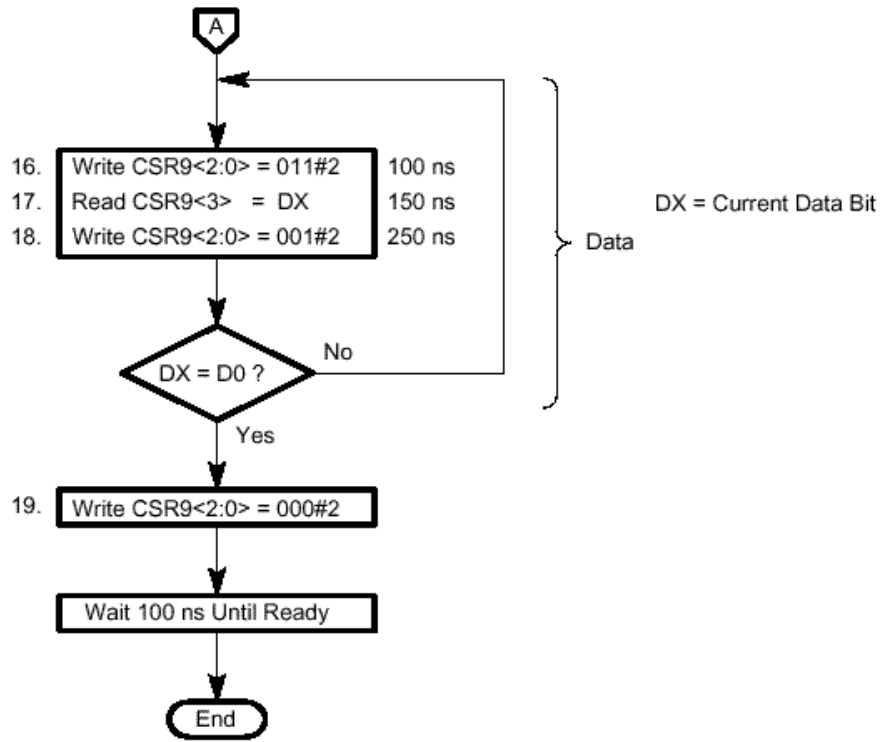 A
16. Write CSR9<2:0> = 011#2 100 ns
17. Read CSR9<3> = DX 150 ns
DX = Current Data Bit
18. Write CSR9<2:0> = 001#2 250 ns
Data
No
DX = D0 ?
Yes
19. Write CSR9<2:0> = 000#2
Wait 100 ns Until Ready
End